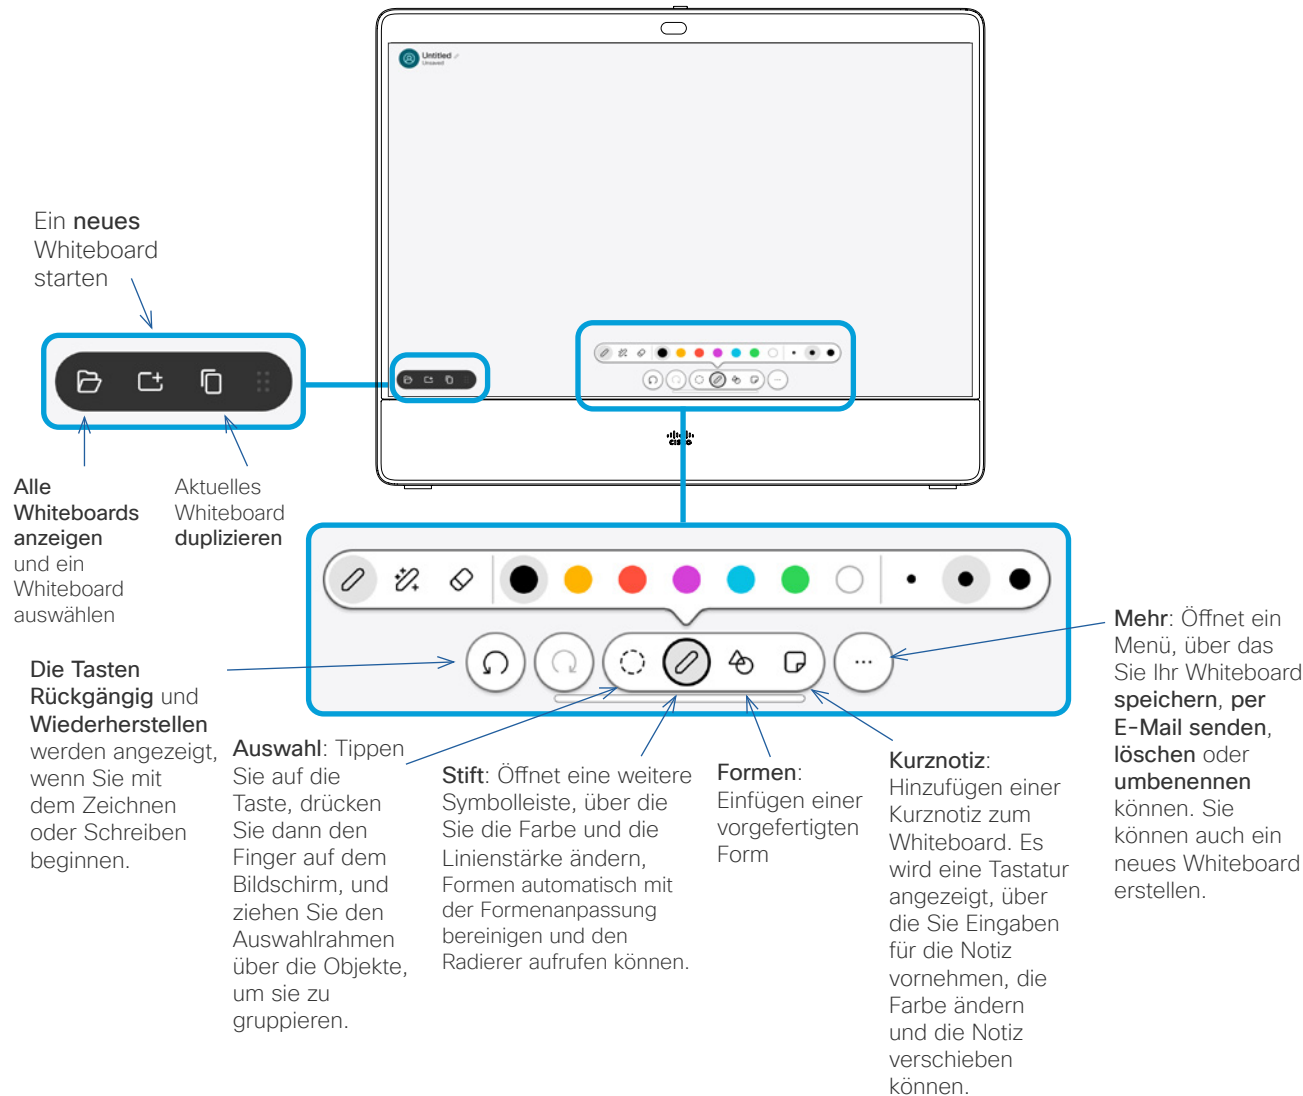 Untitled
Unsaved
Ein neues
Whiteboard
starten
CISCO
Alle
Whiteboards
anzeigen
und ein
Whiteboard
auswählen
Aktuelles
Whiteboard
duplizieren
Die Tasten
Rückgängig und
Wiederherstellen
werden angezeigt,
wenn Sie mit
dem Zeichnen
oder Schreiben
beginnen.
Auswahl: Tippen
Sie auf die
Taste, drücken
Sie dann den
Finger auf dem
Bildschirm, und
ziehen Sie den
Auswahlrahmen
über die Objekte,
um sie zu
gruppieren.
Stift: Öffnet eine weitere
Symbolleiste, über die
Sie die Farbe und die
Linienstärke ändern,
Formen automatisch mit
der Formenanpassung
bereinigen und den
Radierer aufrufen können.
Formen:
Einfügen einer
vorgefertigten
Form
Kurznotiz:
Hinzufügen einer
Kurznotiz zum
Whiteboard. Es
wird eine Tastatur
angezeigt, über
die Sie Eingaben
für die Notiz
vornehmen, die
Farbe ändern
und die Notiz
verschieben
können.
Mehr: Öffnet ein
Menü, über das
Sie Ihr Whiteboard
speichern, per
E-Mail senden,
löschen oder
umbenennen
können. Sie
können auch ein
neues Whiteboard
erstellen.